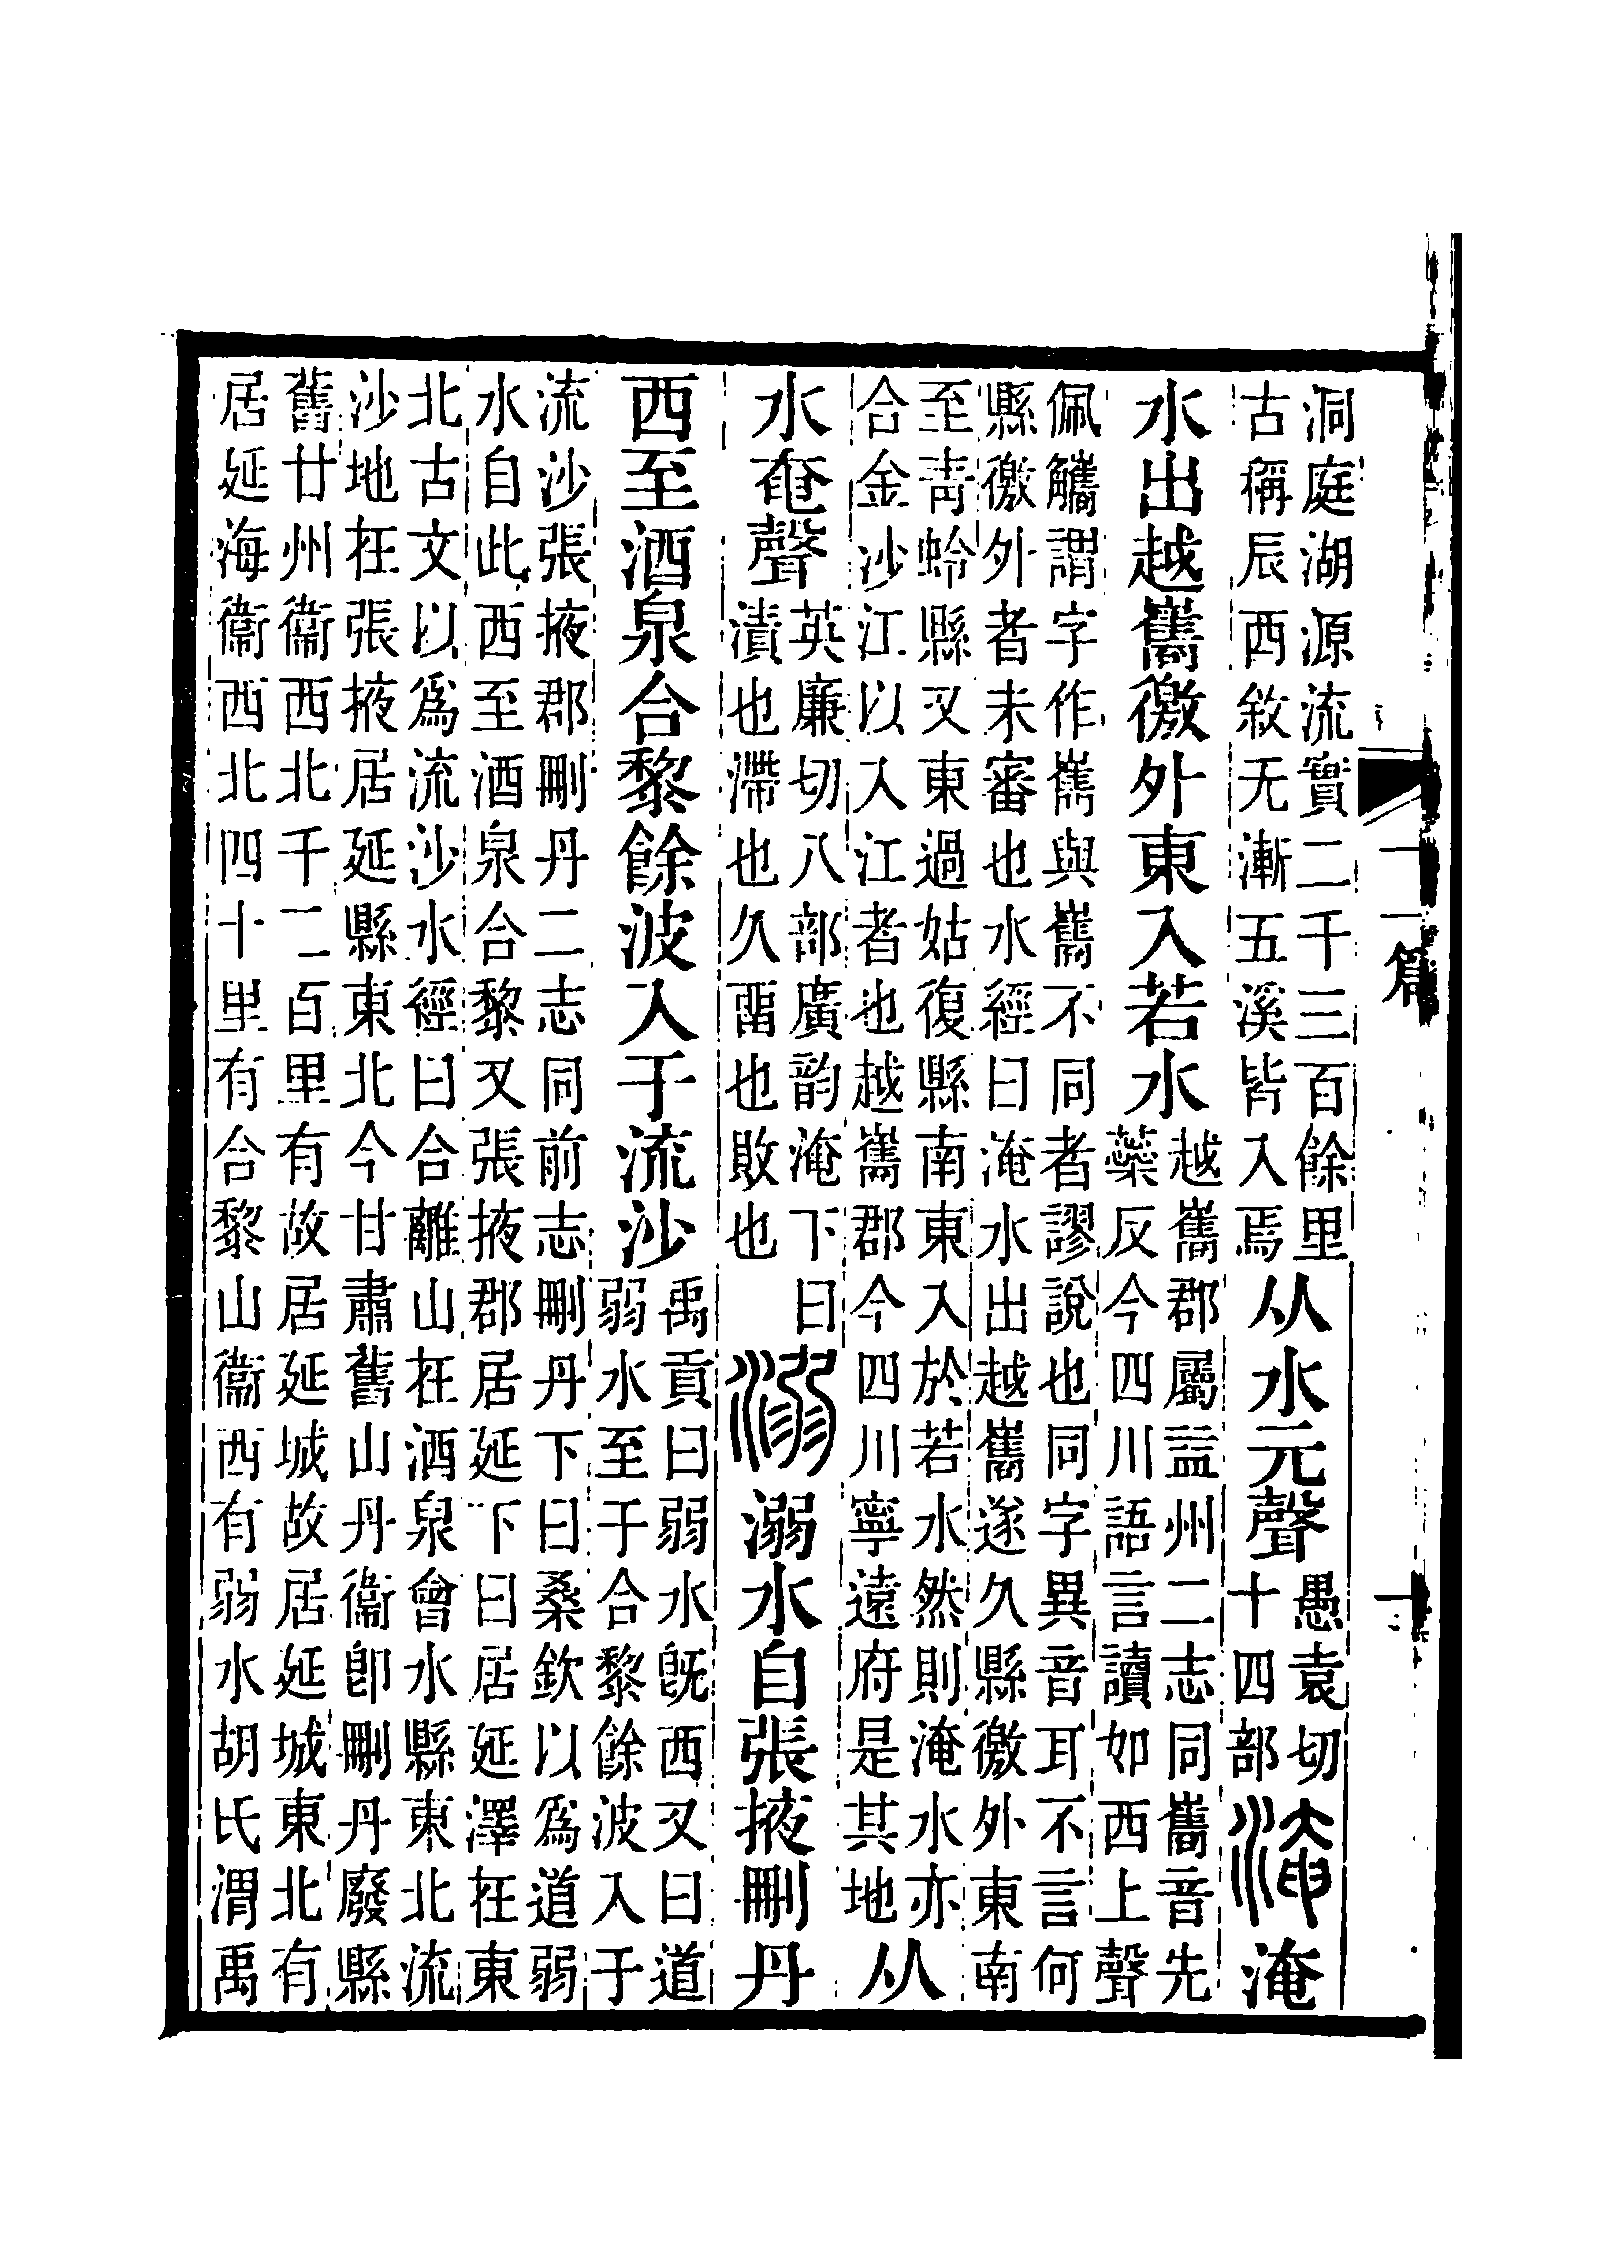 洞庭湖源流實二千三百餘里
古稱辰酉敘无漸五溪皆入焉
从水元聲
愚袁切
十四部
淹
水出越巂徼外東入若水
越巂郡屬益州二志同巂音先
蘂反今四川語言讀如西上聲
佩觿謂字作巂與嶲不同者謬說也同字異音耳不言何
縣徼外者未審也水經曰淹水出越巂遂久縣徼外東南
至靑蛉縣又東過姑復縣南東入於若水然則淹水亦
合金沙江以入江者也越巂郡今四川寧遠府是其地
从
水奄聲
英廉切八部廣韵淹下曰
漬也滯也久畱也敗也
溺
溺水自張掖刪丹
西至酒泉合黎餘波入于流沙
禹貢曰弱水旣西又曰道
弱水至于合黎餘波入于
流沙張掖郡刪丹二志同前志刪丹下曰桑欽以爲道弱
水自此西至酒泉合黎又張掖郡居延下曰居延澤在東
北古文以爲流沙水經曰合離山在酒泉會水縣東北流
沙地在張掖居延縣東北今甘肅舊山丹衞卽刪丹廢縣
舊甘州衞西北千二百里有故居延城故居延城東北有
居延海衞西北四十里有合黎山衞西有弱水胡氏渭禹